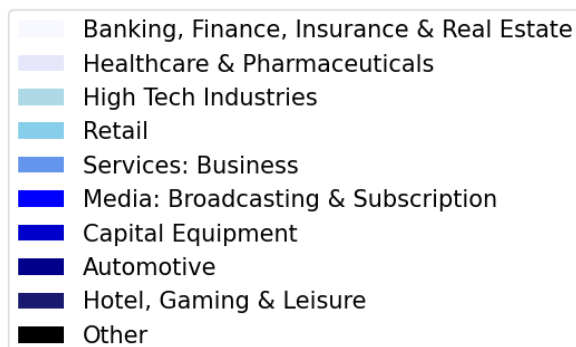 Banking, Finance, Insurance & Real Estate
Healthcare & Pharmaceuticals
High Tech Industries
Retail
Services: Business
Media: Broadcasting & Subscription
Capital Equipment
Automotive
Hotel, Gaming & Leisure
Other